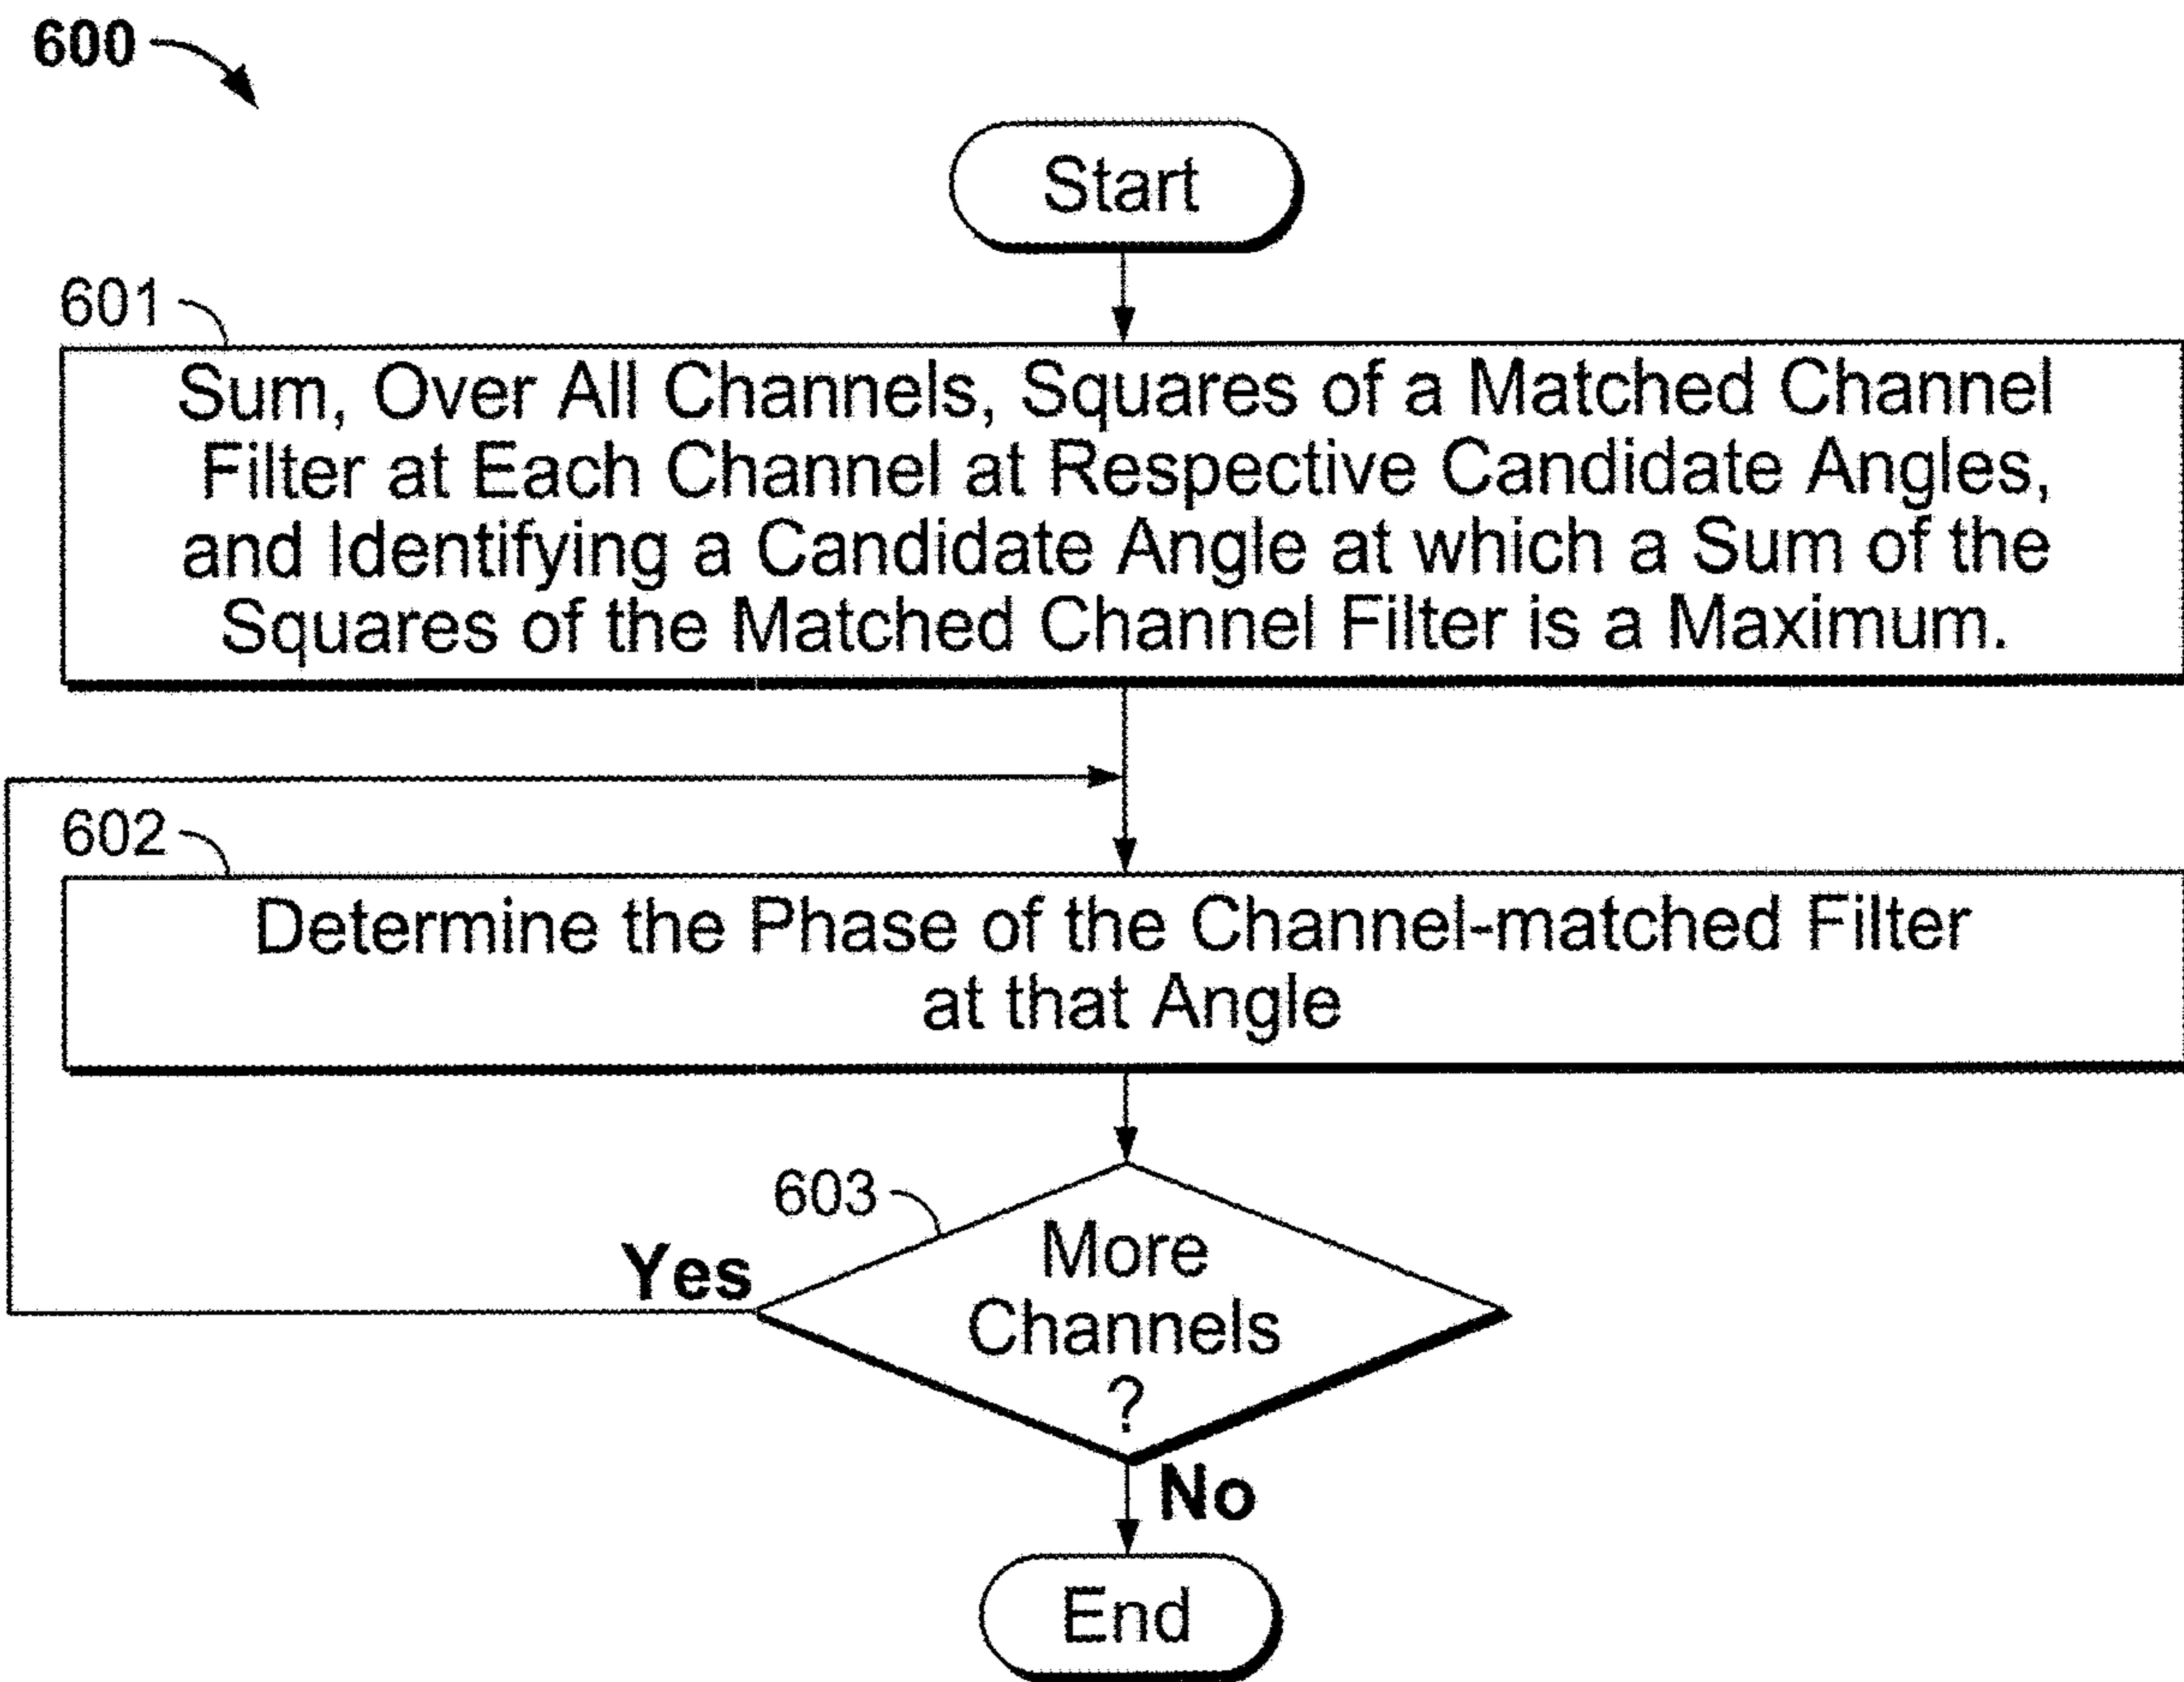 600
Start
601
Sum, Over All Channels, Squares of a Matched Channel
Filter at Each Channel at Respective Candidate Angles,
and Identifying a Candidate Angle at which a Sum of the
Squares of the Matched Channel Filter is a Maximum.
602
Determine the Phase of the Channel-matched Filter
at that Angle
603
More
Channels
?
Yes
No
End